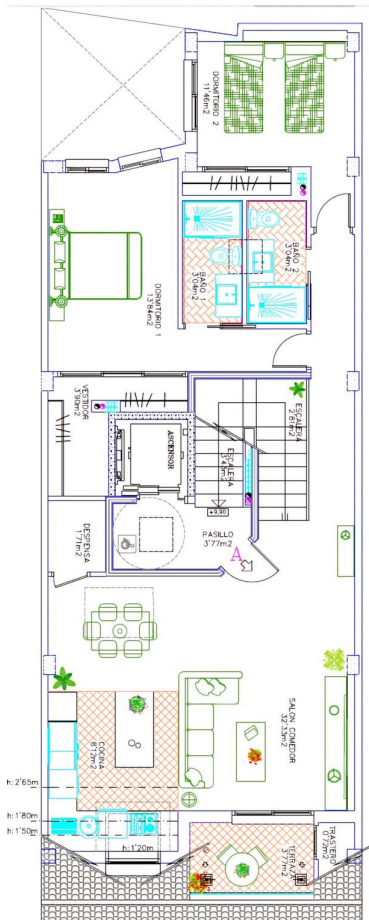 DORMITORIO 2
11'46m2
DORMITORIO 1
13'84m2
BAÑO 1
3'04m2
BAÑO 2
3'04m2
VESTIDOR
3'90m2
ASCENSOR
ESCALERA
2'81m2
ESCALERA
3'43m2
+9,90
DESPENSA
1'71m2
PASILLO
3'77m2
A
SALON COMEDOR
32'33m2
COCINA
8'12m2
h: 2'65m
h: 1'80m
h: 1'50m
h: 1'20m
TERRAZA
3'77m2
TRASTERO
0'72m2